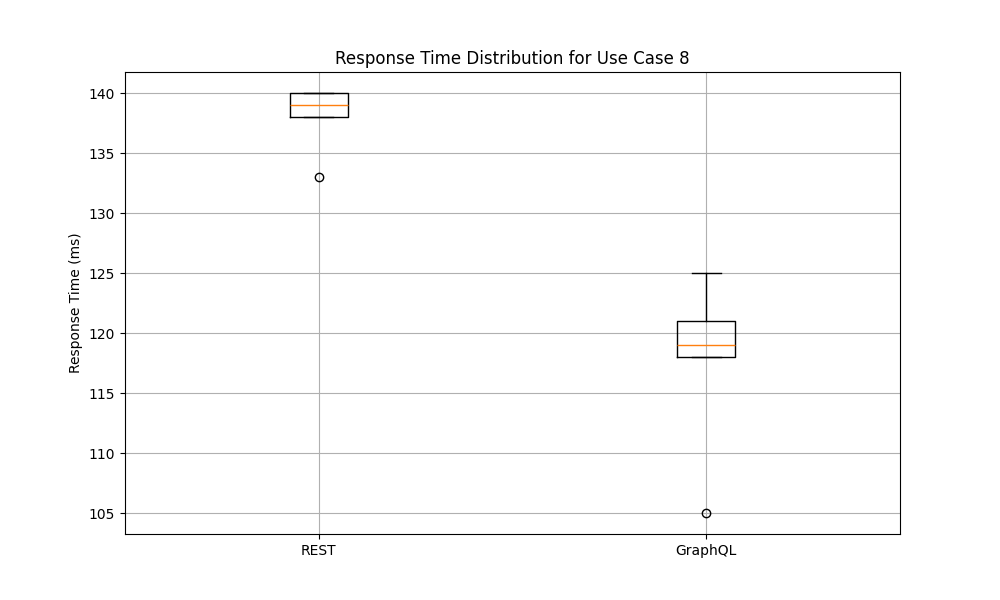 Response Time Distribution for Use Case 8
Response Time (ms)
140
135
130
125
120
115
110
105
REST
GraphQL